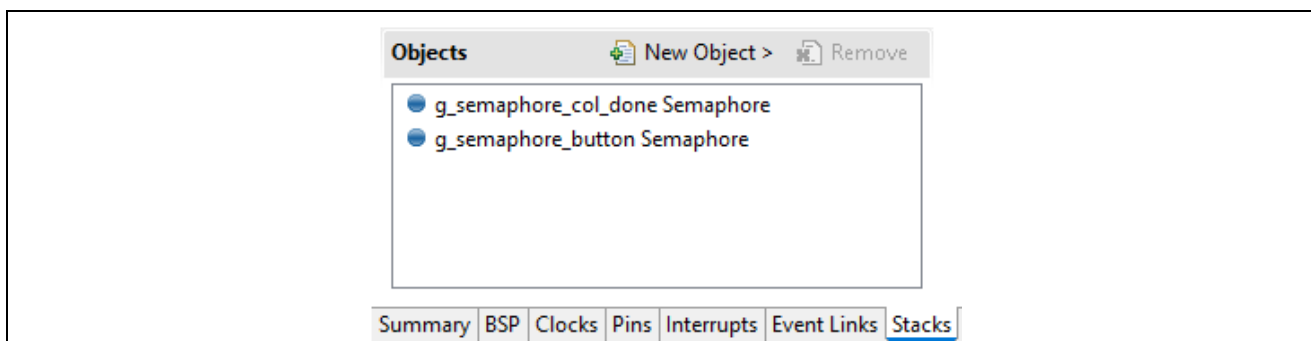 Objects New Object > Remove
g_semaphore_col_done Semaphore
g_semaphore_button Semaphore
Summary BSP Clocks Pins Interrupts Event Links Stacks